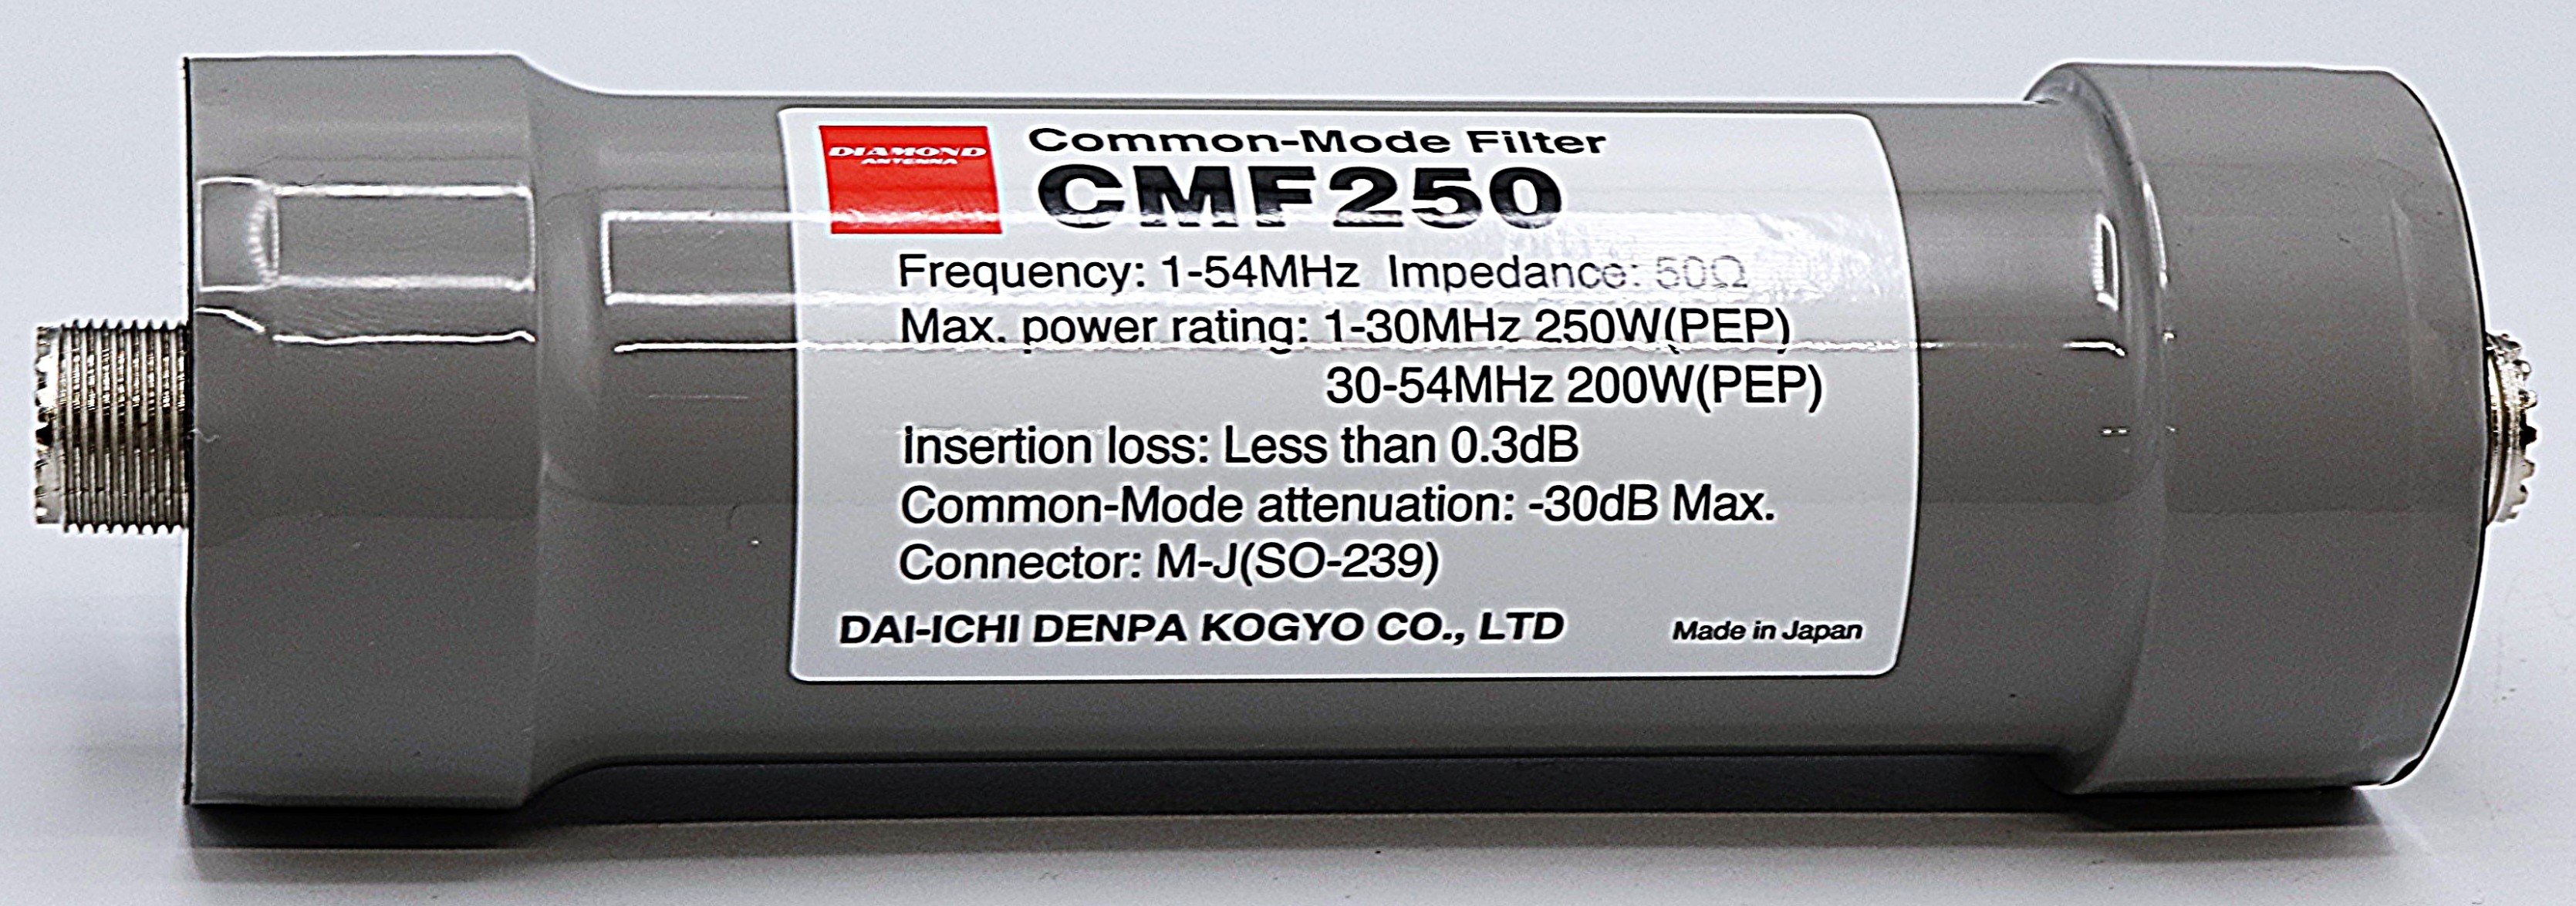 DIAMOND
ANTENNA
Common-Mode Filter
CMF250
Frequency: 1-54MHz Impedance: 50Ω
Max. power rating: 1-30MHz 250W(PEP)
30-54MHz 200W(PEP)
Insertion loss: Less than 0.3dB
Common-Mode attenuation: -30dB Max.
Connector: M-J(SO-239)
DAI-ICHI DENPA KOGYO CO., LTD
Made in Japan